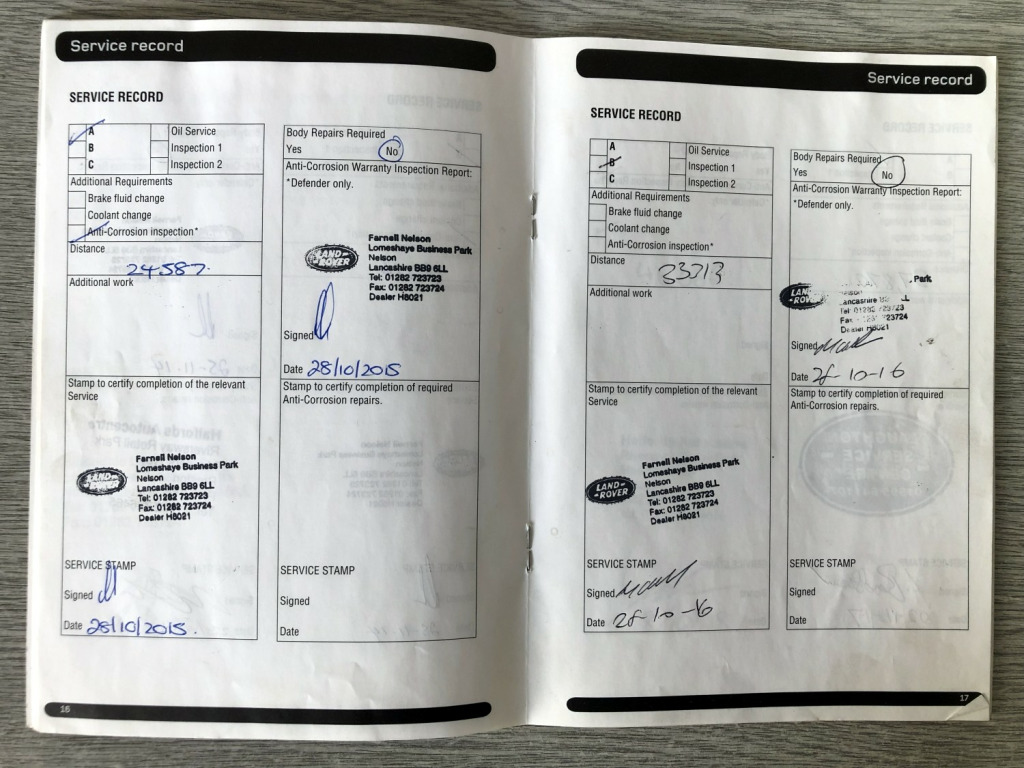 Service record
SERVICE RECORD
A
B
C
Oil Service
Inspection 1
Inspection 2
Additional Requirements
Brake fluid change
Coolant change
Anti-Corrosion inspection*
Distance
24587.
Additional work
Stamp to certify completion of the relevant
Service
LAND-
-ROVER
Farnell Nelson
Lomeshaye Business Park
Nelson
Lancashire BB9 6LL
Tel: 01282 723723
Fax: 01282 723724
Dealer H8021
SERVICE STAMP
Signed
Date 28/10/2015.
Body Repairs Required
Yes
No
Anti-Corrosion Warranty Inspection Report:
*Defender only.
LAND-
-ROVER
Farnell Nelson
Lomeshaye Business Park
Nelson
Lancashire BB9 6LL
Tel: 01282 723723
Fax: 01282 723724
Dealer H8021
Signed
Date 28/10/2015
Stamp to certify completion of required
Anti-Corrosion repairs.
SERVICE STAMP
Signed
Date
16
Service record
SERVICE RECORD
A
B
C
Oil Service
Inspection 1
Inspection 2
Additional Requirements
Brake fluid change
Coolant change
Anti-Corrosion inspection*
Distance
33313
Additional work
Stamp to certify completion of the relevant
Service
LAND-
-ROVER
Farnell Nelson
Lomeshaye Business Park
Nelson
Lancashire BB9 6LL
Tel: 01282 723723
Fax: 01282 723724
Dealer H8021
SERVICE STAMP
Signed
Date 28-10-16
Body Repairs Required
Yes
No
Anti-Corrosion Warranty Inspection Report:
*Defender only.
LAND-
-ROVER
Park
Lancashire
Tel: 01282 723723
Fax 723724
Dealer H8021
Signed
Date 28-10-16
Stamp to certify completion of required
Anti-Corrosion repairs.
SERVICE STAMP
Signed
Date
17